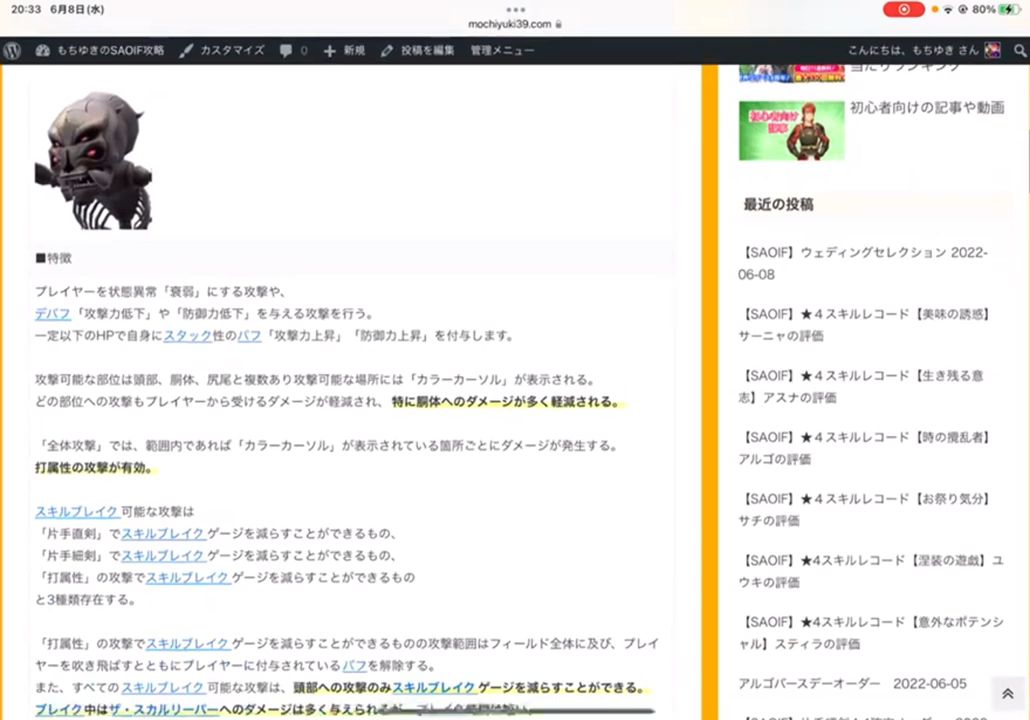 20:33 6月8日(水)
mochiyuki39.com
80%
もちゆきのSAOIF攻略 カスタマイズ 0 新規 投稿を編集 管理メニュー
こんにちは、もちゆき さん
■特徴
プレイヤーを状態異常「衰弱」にする攻撃や、
デバフ「攻撃力低下」や「防御力低下」を与える攻撃を行う。
一定以下のHPで自身にスタック性のバフ「攻撃力上昇」「防御力上昇」を付与します。
攻撃可能な部位は頭部、胴体、尻尾と複数あり攻撃可能な場所には「カラーカーソル」が表示される。
どの部位への攻撃もプレイヤーから受けるダメージが軽減され、特に胴体へのダメージが多く軽減される。
「全体攻撃」では、範囲内であれば「カラーカーソル」が表示されている箇所ごとにダメージが発生する。
打属性の攻撃が有効。
スキルブレイク可能な攻撃は
「片手直剣」でスキルブレイクゲージを減らすことができるもの、
「片手細剣」でスキルブレイクゲージを減らすことができるもの、
「打属性」の攻撃でスキルブレイクゲージを減らすことができるもの
と3種類存在する。
「打属性」の攻撃でスキルブレイクゲージを減らすことができるものの攻撃範囲はフィールド全体に及び、プレイ
ヤーを吹き飛ばすとともにプレイヤーに付与されているバフを解除する。
また、すべてのスキルブレイク可能な攻撃は、頭部への攻撃のみスキルブレイクゲージを減らすことができる。
ブレイク中はザ・スカルリーパーへのダメージは多く与えられるが、
当たりランキング
初心者向け
記事
初心者向けの記事や動画
最近の投稿
【SAOIF】ウェディングセレクション 2022-
06-08
【SAOIF】★４スキルレコード【美味の誘惑】
サーニャの評価
【SAOIF】★４スキルレコード【生き残る意
志】アスナの評価
【SAOIF】★４スキルレコード【時の攪乱者】
アルゴの評価
【SAOIF】★４スキルレコード【お祭り気分】
サチの評価
【SAOIF】★4スキルレコード【涅装の遊戯】ユ
ウキの評価
【SAOIF】★4スキルレコード【意外なポテンシ
ャル】スティラの評価
アルゴバースデーオーダー 2022-06-05